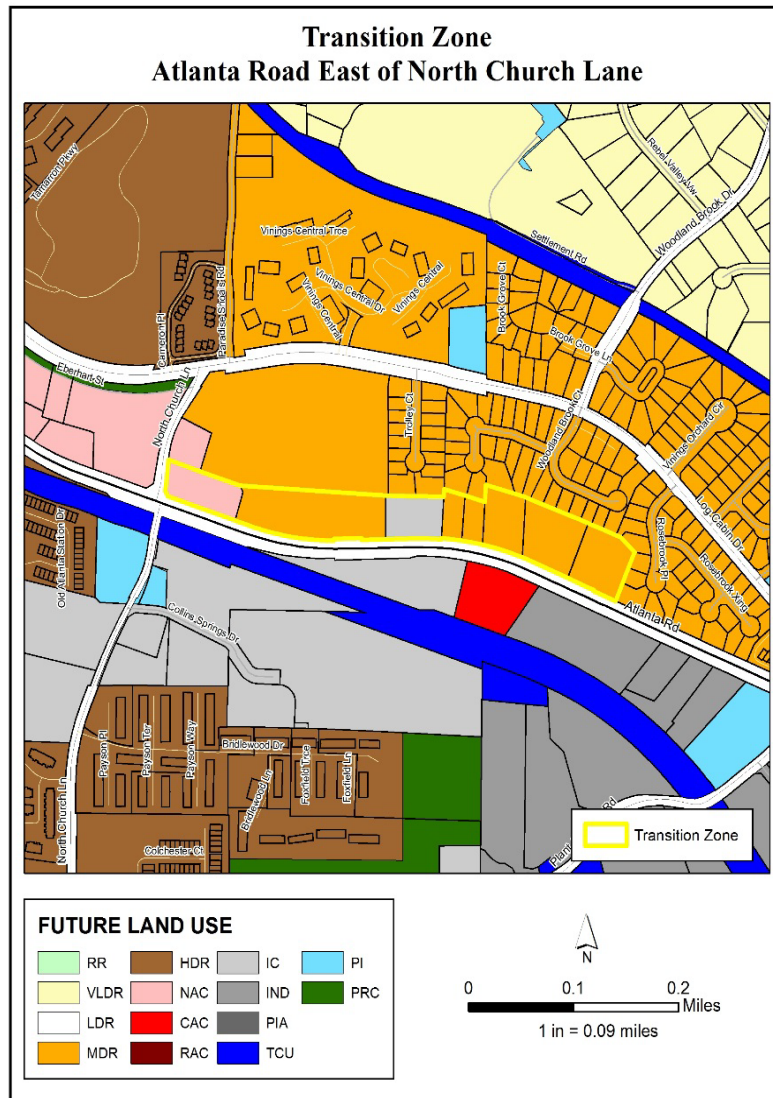 Transition Zone
Atlanta Road East of North Church Lane
Tamarron Pkwy
Rebel Valley Vw
Woodland Brook Dr
Settlement Rd
Vinings Central Trce
Vinings Central Dr
Vinings Central
Vinings Central
Brook Grove Ct
Brook Grove Ln
Cameron Pl
Paradise Shoals Rd
Eberhart St
North Church Ln
Trolley Ct
Woodland Brook Ct
Vinings Orchard Cir
Log Cabin Dr
Rosebrook Pl
Rosebrook Xing
Old Atlanta Station Dr
Atlanta Rd
Collins Springs Dr
Payson Pl
Payson Ter
Payson Way
Bridlewood Dr
Bridlewood Ln
Foxfield Trce
Foxfield Ln
North Church Ln
Colchester Ct
Rd
Transition Zone
FUTURE LAND USE
RR
HDR
IC
PI
VLDR
NAC
IND
PRC
LDR
CAC
PIA
MDR
RAC
TCU
N
0
0.1
0.2
Miles
1 in = 0.09 miles